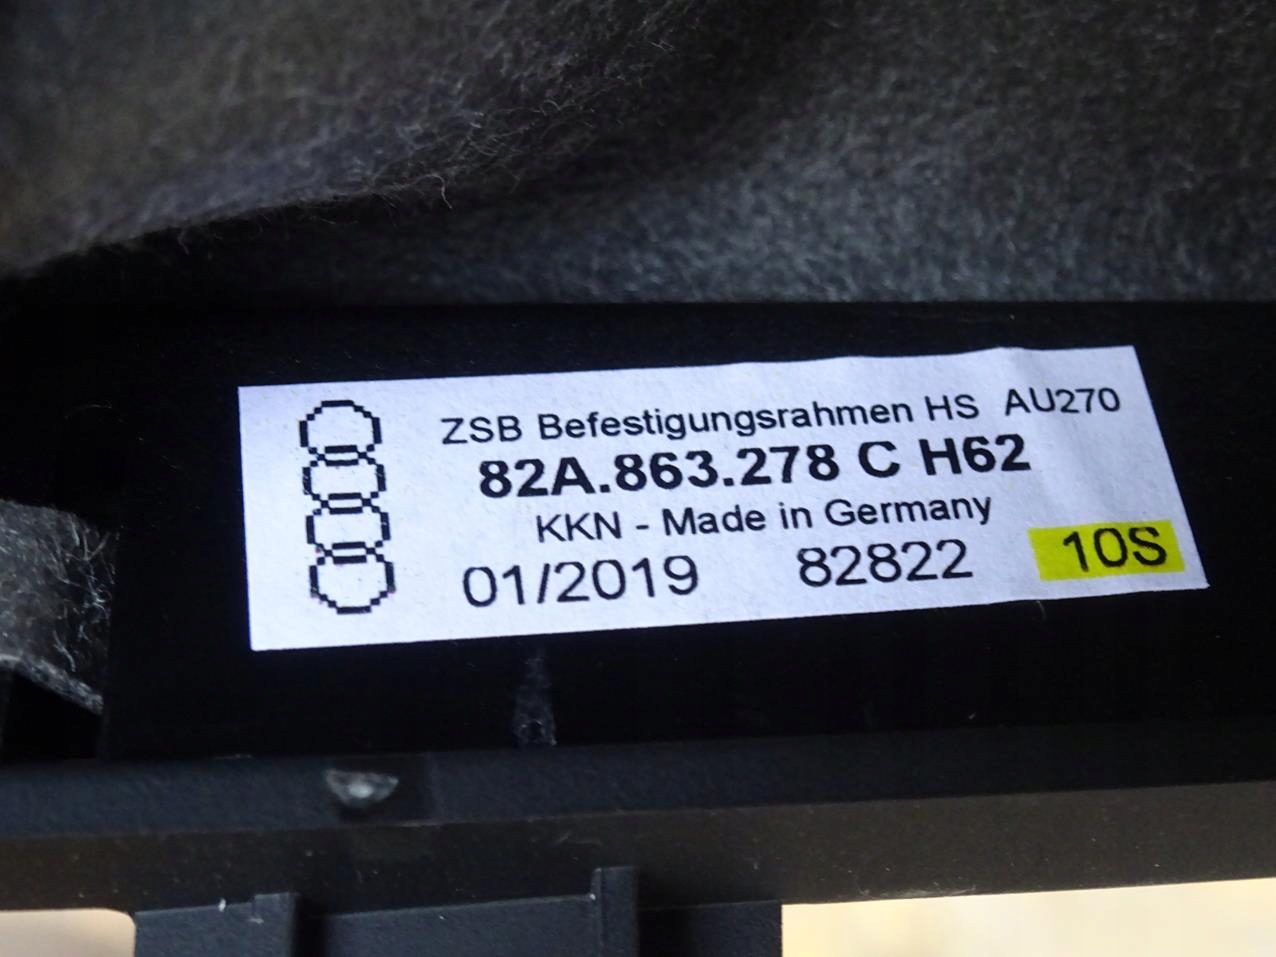 ZSB Befestigungsrahmen HS AU270
82A.863.278 C H62
KKN - Made in Germany
01/2019 82822 10S